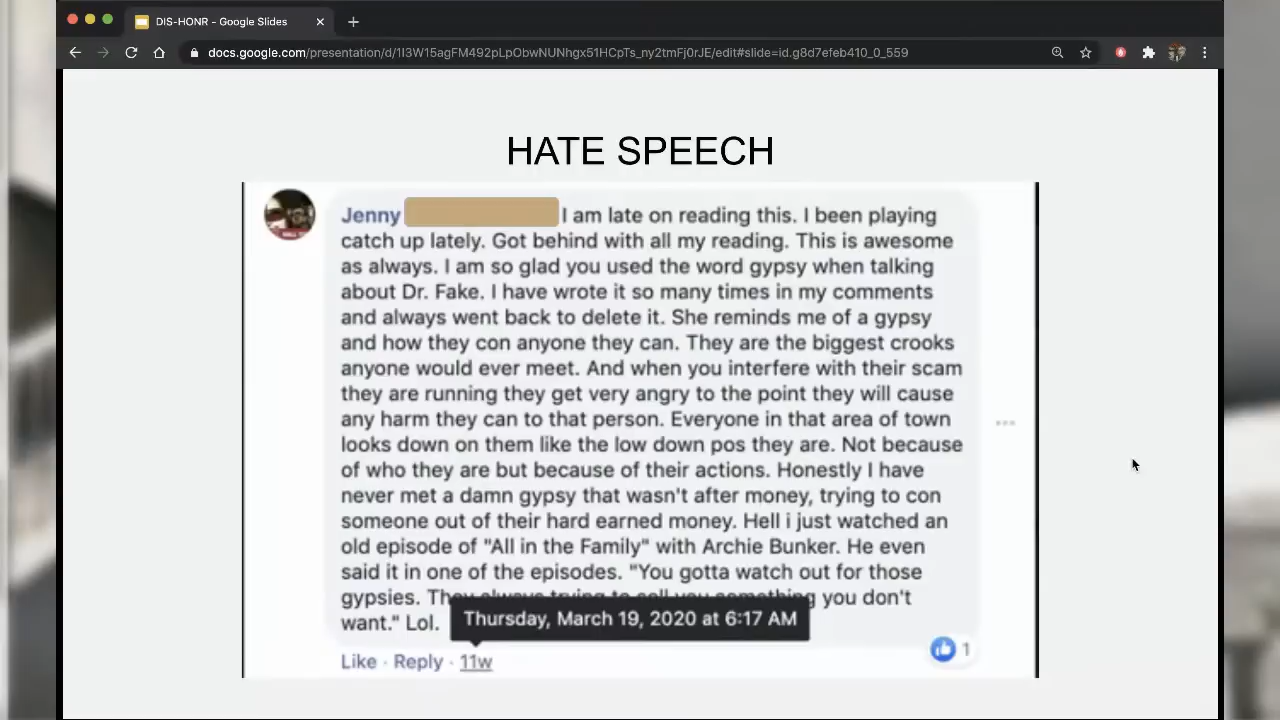 DIS-HONR - Google Slides
docs.google.com/presentation/d/1I3W15agFM492pLpObwNUNhgx51HCpTs_ny2tmFj0rJE/edit#slide=id.g8d7efeb410_0_559
HATE SPEECH
Jenny I am late on reading this. I been playing
catch up lately. Got behind with all my reading. This is awesome
as always. I am so glad you used the word gypsy when talking
about Dr. Fake. I have wrote it so many times in my comments
and always went back to delete it. She reminds me of a gypsy
and how they con anyone they can. They are the biggest crooks
anyone would ever meet. And when you interfere with their scam
they are running they get very angry to the point they will cause
any harm they can to that person. Everyone in that area of town
looks down on them like the low down pos they are. Not because
of who they are but because of their actions. Honestly I have
never met a damn gypsy that wasn't after money, trying to con
someone out of their hard earned money. Hell i just watched an
old episode of "All in the Family" with Archie Bunker. He even
said it in one of the episodes. "You gotta watch out for those
gypsies. They always trying to sell you something you don't
want." Lol.
Thursday, March 19, 2020 at 6:17 AM
Like · Reply · 11w
1